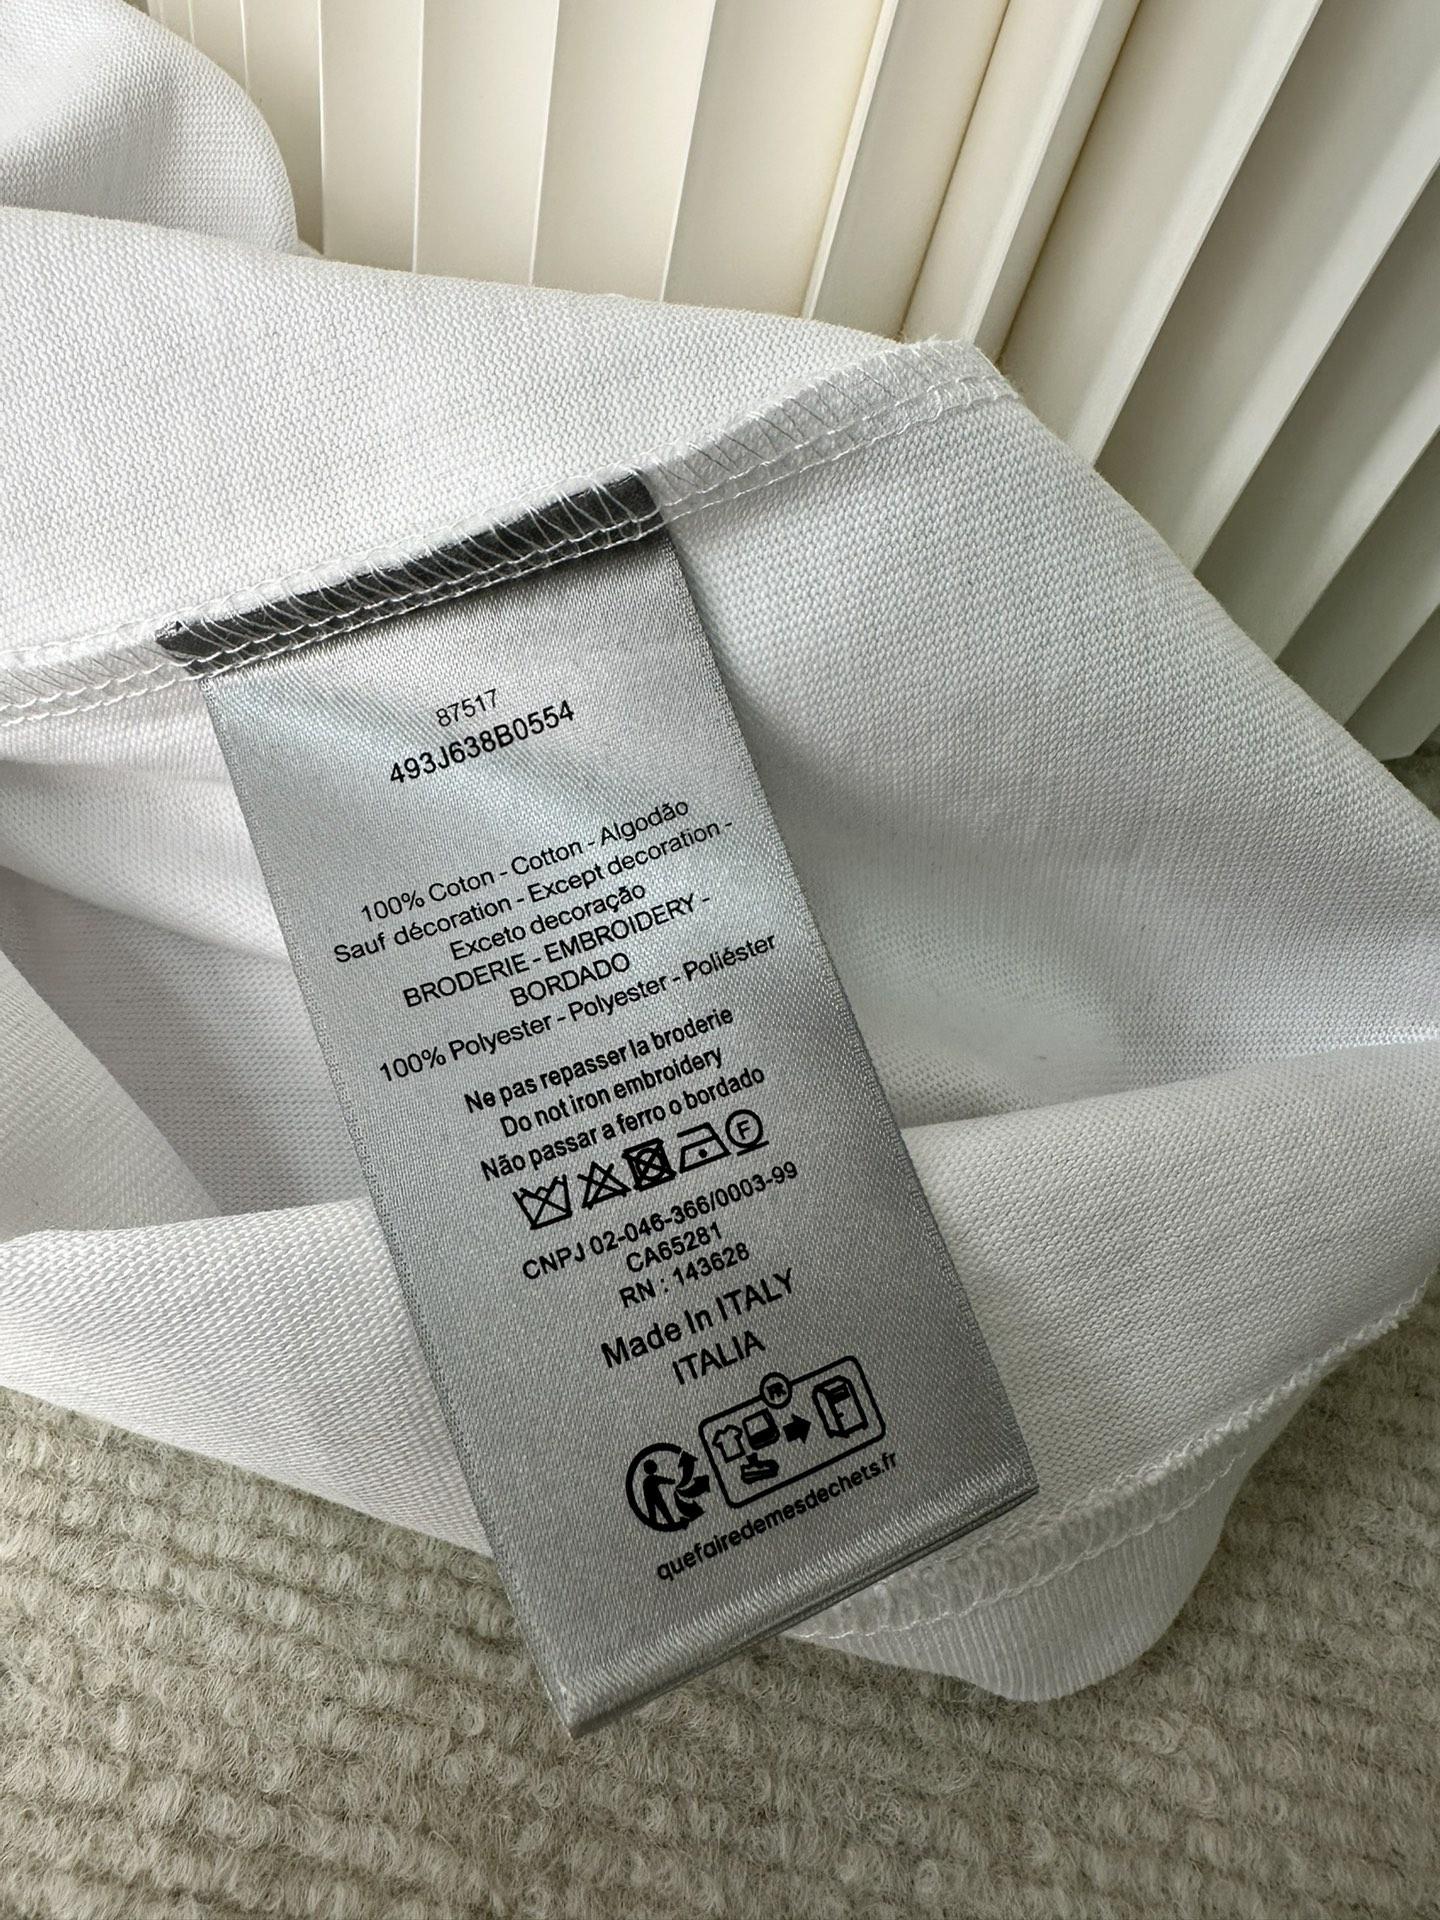 87517
493J638B0554
100% Coton - Cotton - Algodão
Sauf décoration - Except decoration -
Exceto decoração
BRODERIE - EMBROIDERY -
BORDADO
100% Polyester - Polyester - Poliéster
Ne pas repasser la broderie
Do not iron embroidery
Não passar a ferro o bordado
F
CNPJ 02-046-366/0003-99
CA65281
RN : 143628
Made In ITALY
ITALIA
FR
quefairedemesdechets.fr